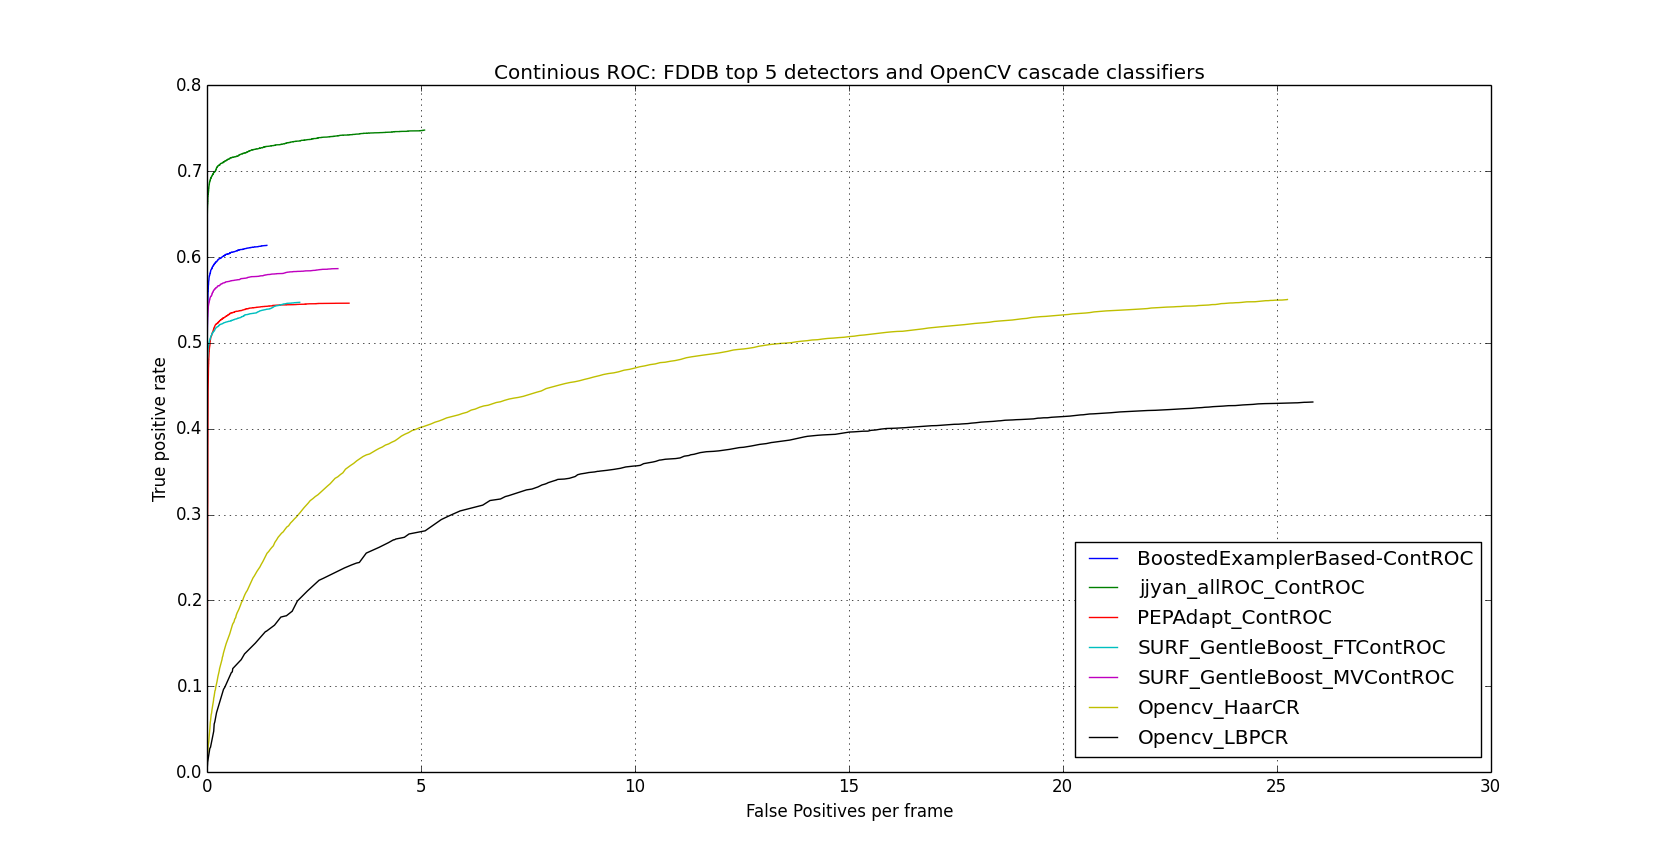 Continious ROC: FDDB top 5 detectors and OpenCV cascade classifiers
0.8
0.7
0.6
0.5
0.4
0.3
0.2
0.1
0.0
True positive rate
0 5 10 15 20 25 30
False Positives per frame
BoostedExamplerBased-ContROC
jjyan_allROC_ContROC
PEPAdapt_ContROC
SURF_GentleBoost_FTContROC
SURF_GentleBoost_MVContROC
Opencv_HaarCR
Opencv_LBPCR